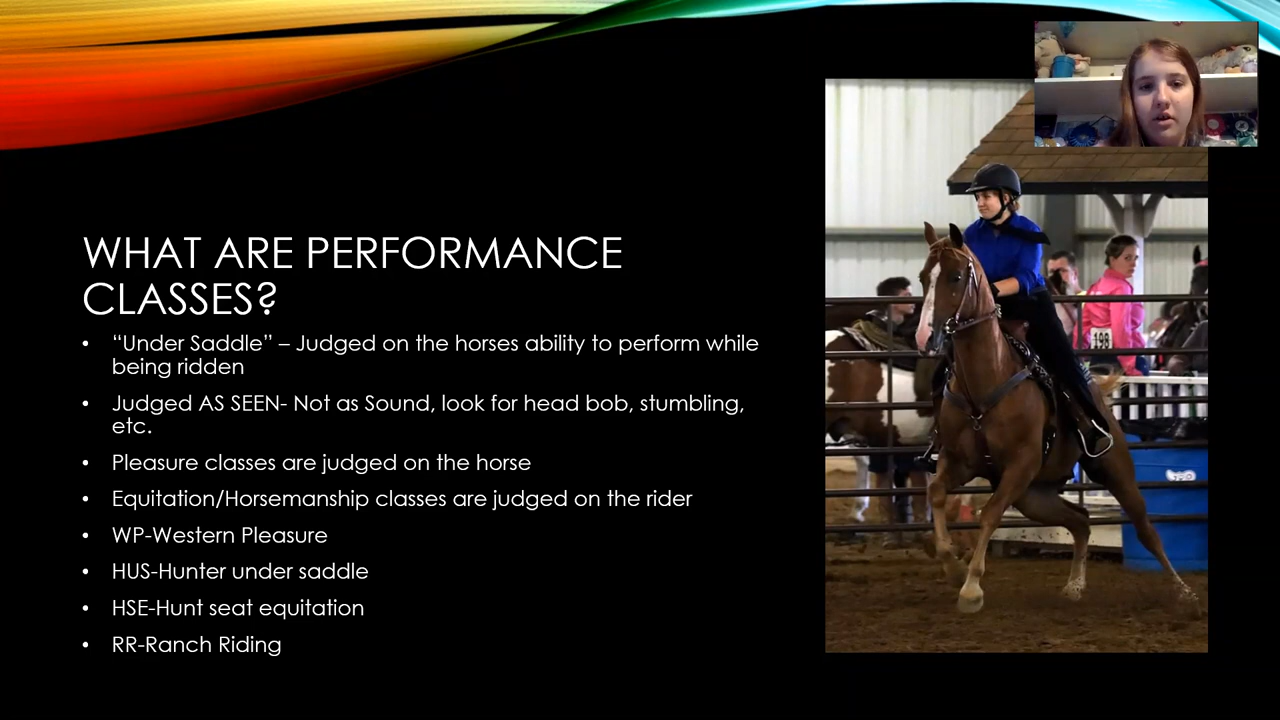 WHAT ARE PERFORMANCE
CLASSES?
• “Under Saddle” – Judged on the horses ability to perform while
being ridden
• Judged AS SEEN- Not as Sound, look for head bob, stumbling,
etc.
• Pleasure classes are judged on the horse
• Equitation/Horsemanship classes are judged on the rider
• WP-Western Pleasure
• HUS-Hunter under saddle
• HSE-Hunt seat equitation
• RR-Ranch Riding
198